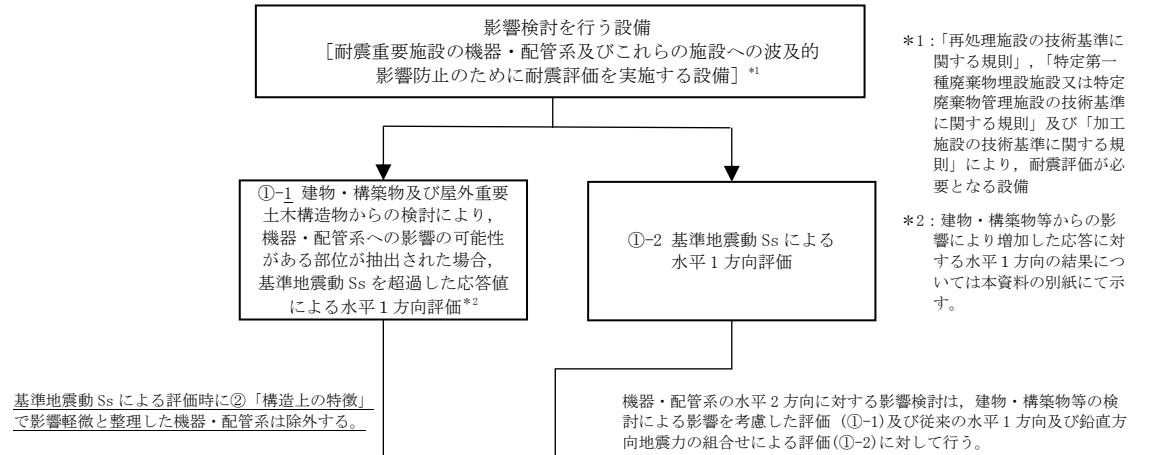 影響検討を行う設備
[耐震重要施設の機器・配管系及びこれらの施設への波及的
影響防止のために耐震評価を実施する設備] *1
＊1：「再処理施設の技術基準に
関する規則」，「特定第一
種廃棄物埋設施設又は特定
廃棄物管理施設の技術基準
に関する規則」及び「加工
施設の技術基準に関する規
則」により，耐震評価が必
要となる設備
＊2：建物・構築物等からの影
響により増加した応答に対
する水平１方向の結果につ
いては本資料の別紙にて示
す。
①-1 建物・構築物及び屋外重要
土木構造物からの検討により，
機器・配管系への影響の可能性
がある部位が抽出された場合，
基準地震動 Ss を超過した応答値
による水平１方向評価*2
①-2 基準地震動 Ss による
水平１方向評価
基準地震動 Ss による評価時に②「構造上の特徴」
で影響軽微と整理した機器・配管系は除外する。
機器・配管系の水平２方向に対する影響検討は，建物・構築物等の検
討による影響を考慮した評価 (①-1)及び従来の水平１方向及び鉛直方
向地震力の組合せによる評価(①-2)に対して行う。